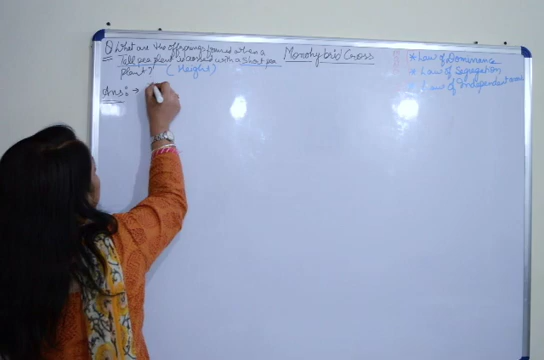 Q What are the offsprings formed when a Monohybrid Cross
Tall pea plant is crossed with a short pea
plant? (Height)
Ans: →
* Law of Dominance
* Law of Segregation
* Law of Independent